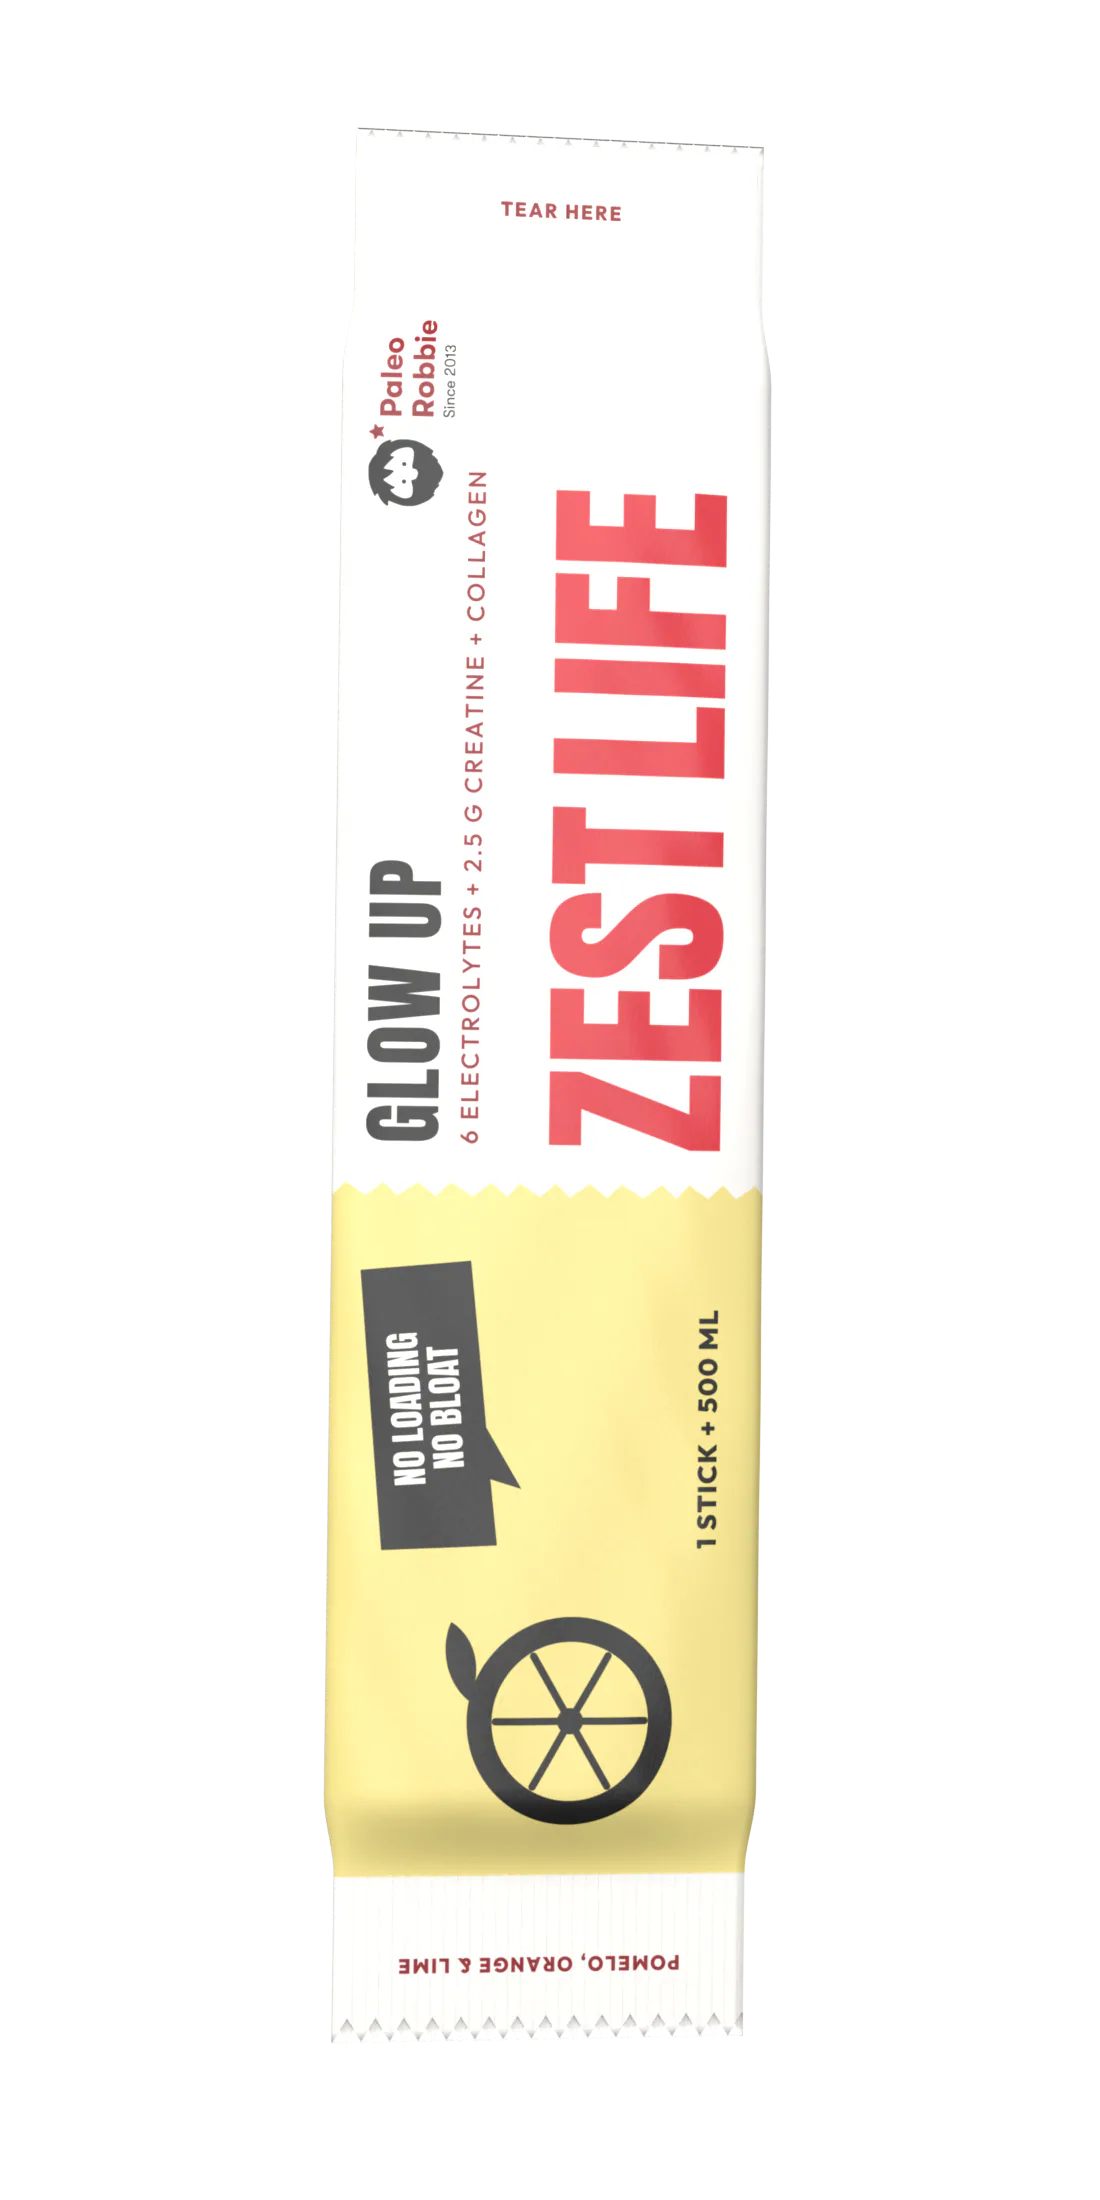 TEAR HERE
Paleo
Robbie
Since 2013
GLOW UP
6 ELECTROLYTES + 2.5 G CREATINE + COLLAGEN
ZEST LIFE
NO LOADING
NO BLOAT
1 STICK + 500 ML
POMELO, ORANGE & LIME